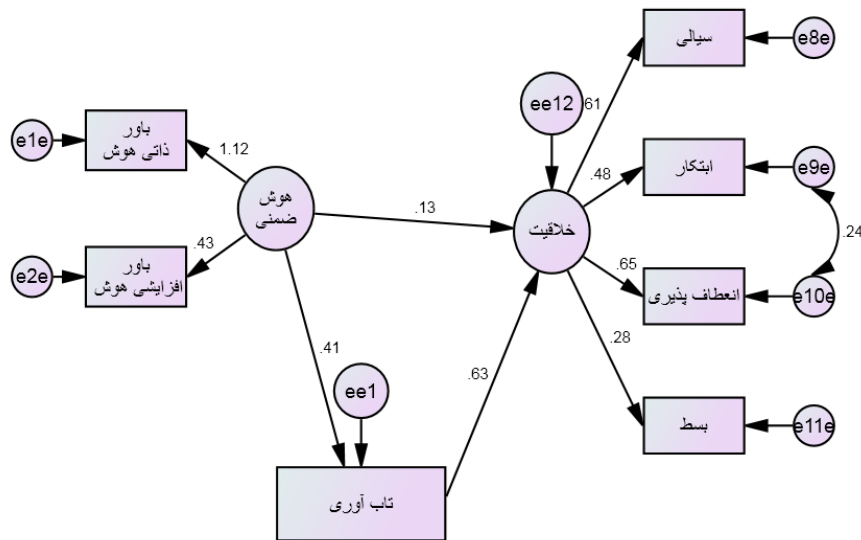 سیالی
e8e
ee12
.61
باور
ذاتی هوش
e1e
1.12
ابتکار
e9e
.48
هوش
ضمنی
.13
خلاقیت
.24
باور
افزایشی هوش
e2e
.43
.65
انعطاف پذیری
e10e
.41
.28
ee1
.63
بسط
e11e
تاب آوری